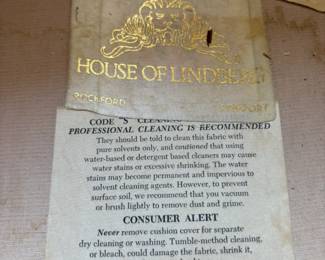 HOUSE OF LINDBERG
ROCKFORD
CODE "S" CLEANING
PROFESSIONAL CLEANING IS RECOMMENDED
They should be told to clean this fabric with
pure solvents only, and cautioned that using
water-based or detergent based cleaners may cause
water stains or excessive shrinking. The water
stains may become permanent and impervious to
solvent cleaning agents. However, to prevent
surface soil, we recommend that you vacuum
or brush lightly to remove dust and grime.
CONSUMER ALERT
Never remove cushion cover for separate
dry cleaning or washing. Tumble-method cleaning,
or bleach, could damage the fabric, shrink it,